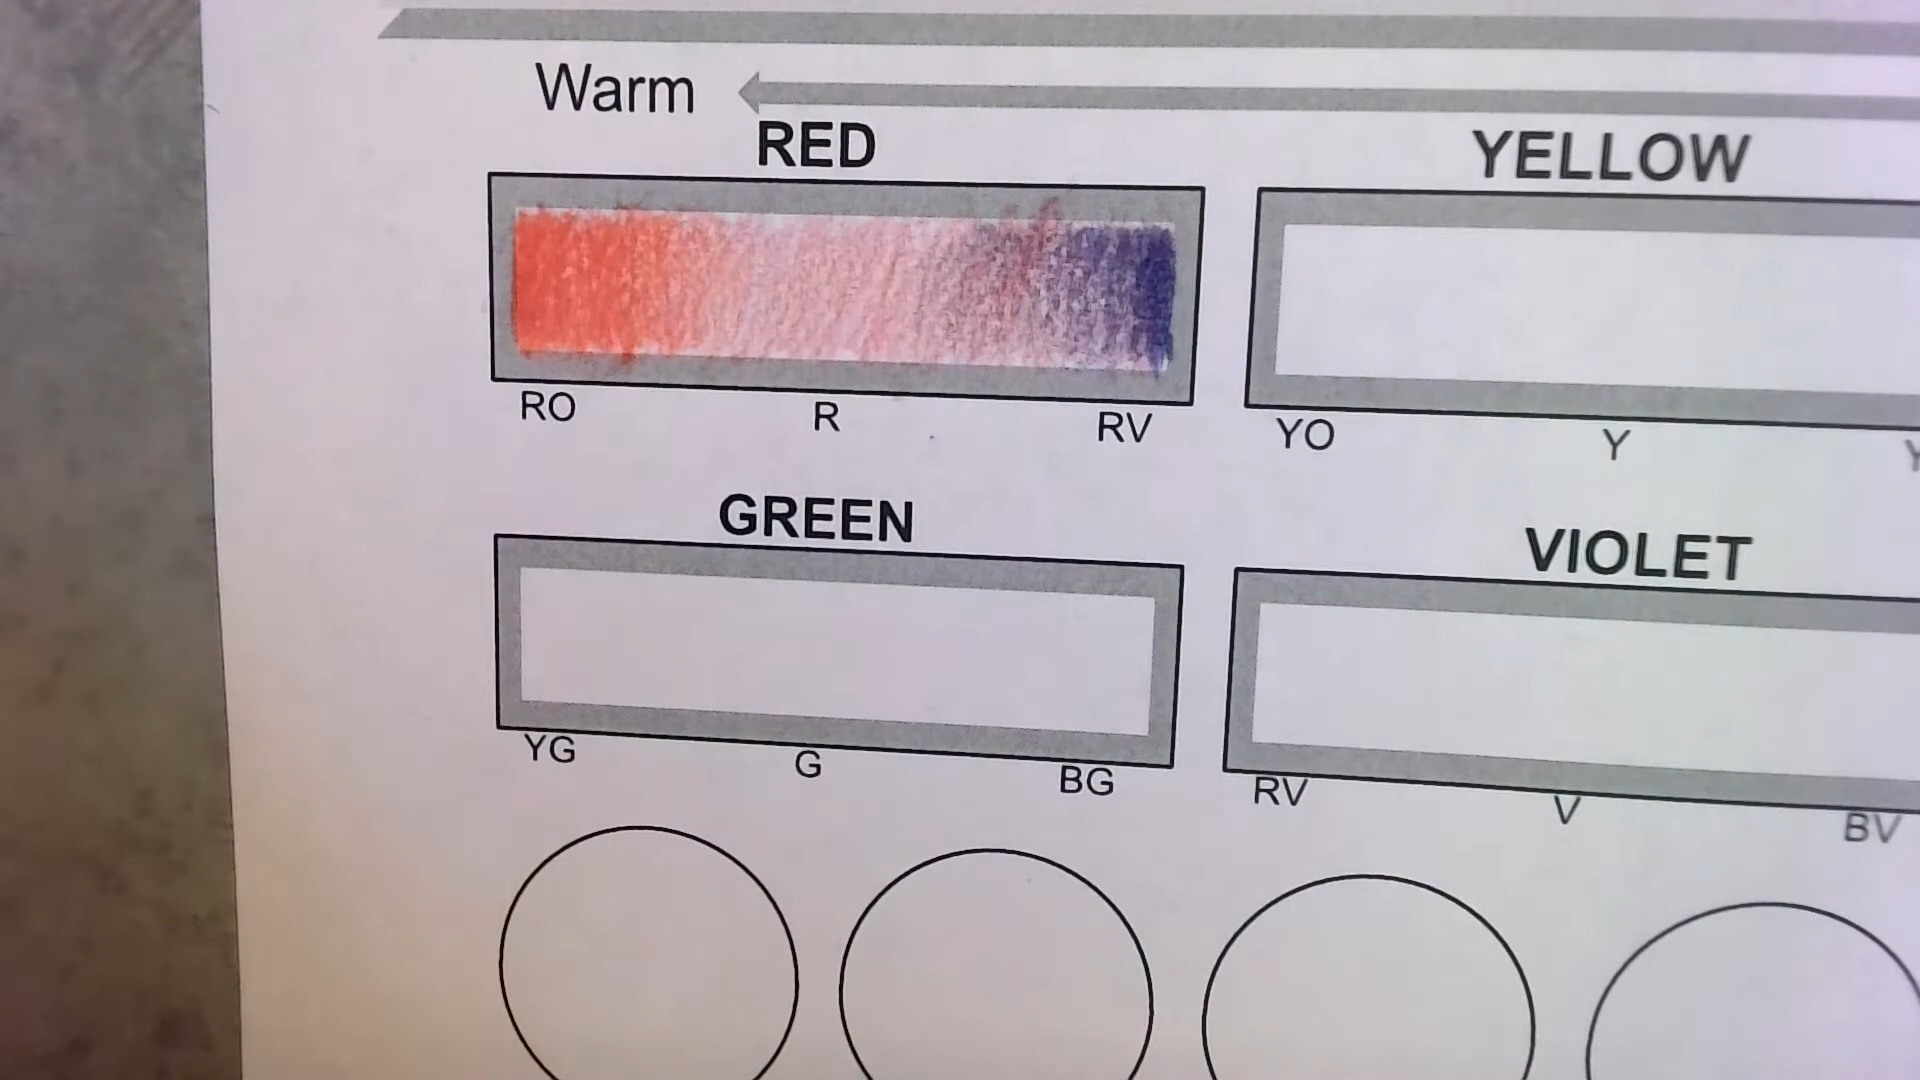 Warm
RED
YELLOW
RO R RV
YO Y
GREEN
VIOLET
YG G BG
RV V BV